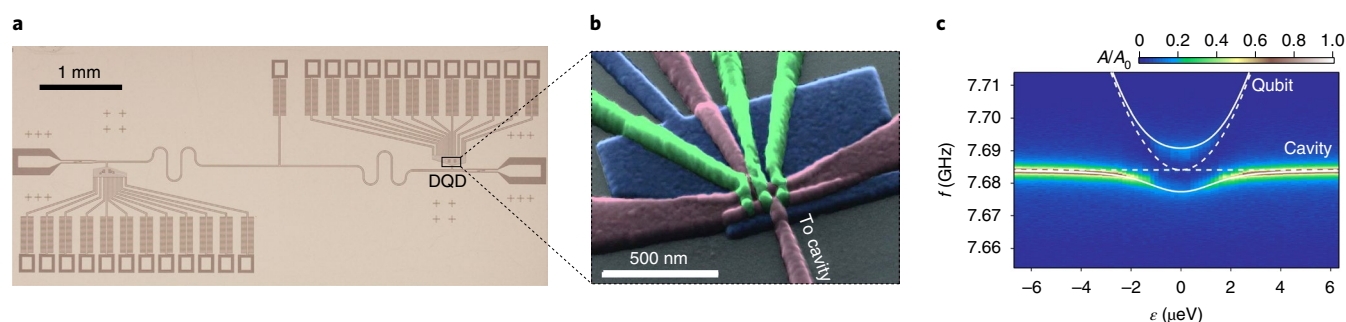 a
1 mm
DQD
b
To cavity
500 nm
c
A/A₀
0 0.2 0.4 0.6 0.8 1.0
Qubit
Cavity
7.71
7.70
7.69
7.68
7.67
7.66
f (GHz)
−6 −4 −2 0 2 4 6
ε (μeV)